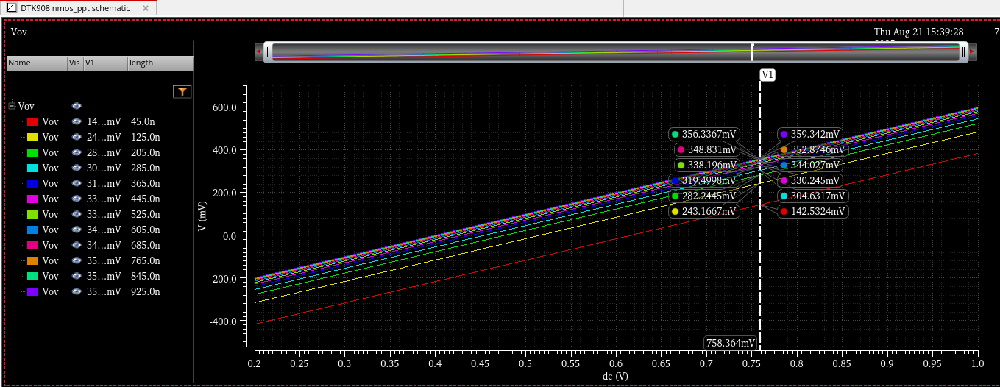 DTK908 nmos_ppt schematic ×
Vov
Thu Aug 21 15:39:28 7
Name Vis V1 length
Vov
Vov 14...mV 45.0n
Vov 24...mV 125.0n
Vov 28...mV 205.0n
Vov 30...mV 285.0n
Vov 31...mV 365.0n
Vov 33...mV 445.0n
Vov 33...mV 525.0n
Vov 34...mV 605.0n
Vov 34...mV 685.0n
Vov 35...mV 765.0n
Vov 35...mV 845.0n
Vov 35...mV 925.0n
V1
600.0
400.0
200.0
0.0
-200.0
-400.0
V (mV)
356.3367mV 359.342mV
348.831mV 352.8746mV
338.196mV 344.027mV
319.4998mV 330.245mV
282.2445mV 304.6317mV
243.1667mV 142.5324mV
758.364mV
0.2 0.25 0.3 0.35 0.4 0.45 0.5 0.55 0.6 0.65 0.7 0.75 0.8 0.85 0.9 0.95 1.0
dc (V)